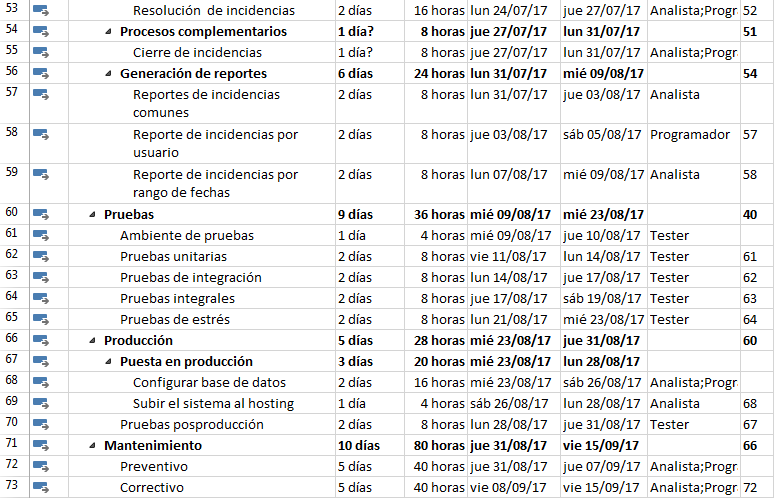 53 Resolución de incidencias 2 días 16 horas lun 24/07/17 jue 27/07/17 Analista;Progr 52
54 Procesos complementarios 1 día? 8 horas jue 27/07/17 lun 31/07/17 51
55 Cierre de incidencias 1 día? 8 horas jue 27/07/17 lun 31/07/17 Analista;Progr
56 Generación de reportes 6 días 24 horas lun 31/07/17 mié 09/08/17 54
57 Reportes de incidencias 2 días 8 horas lun 31/07/17 jue 03/08/17 Analista
comunes
58 Reporte de incidencias por 2 días 8 horas jue 03/08/17 sáb 05/08/17 Programador 57
usuario
59 Reporte de incidencias por 2 días 8 horas lun 07/08/17 mié 09/08/17 Analista 58
rango de fechas
60 Pruebas 9 días 36 horas mié 09/08/17 mié 23/08/17 40
61 Ambiente de pruebas 1 día 4 horas mié 09/08/17 jue 10/08/17 Tester
62 Pruebas unitarias 2 días 8 horas vie 11/08/17 lun 14/08/17 Tester 61
63 Pruebas de integración 2 días 8 horas lun 14/08/17 jue 17/08/17 Tester 62
64 Pruebas integrales 2 días 8 horas jue 17/08/17 sáb 19/08/17 Tester 63
65 Pruebas de estrés 2 días 8 horas lun 21/08/17 mié 23/08/17 Tester 64
66 Producción 5 días 28 horas mié 23/08/17 jue 31/08/17 60
67 Puesta en producción 3 días 20 horas mié 23/08/17 lun 28/08/17
68 Configurar base de datos 2 días 16 horas mié 23/08/17 sáb 26/08/17 Analista;Progr
69 Subir el sistema al hosting 1 día 4 horas sáb 26/08/17 lun 28/08/17 Analista 68
70 Pruebas posproducción 2 días 8 horas lun 28/08/17 jue 31/08/17 Tester 67
71 Mantenimiento 10 días 80 horas jue 31/08/17 vie 15/09/17 66
72 Preventivo 5 días 40 horas jue 31/08/17 jue 07/09/17 Analista;Progr
73 Correctivo 5 días 40 horas vie 08/09/17 vie 15/09/17 Analista;Progr 72